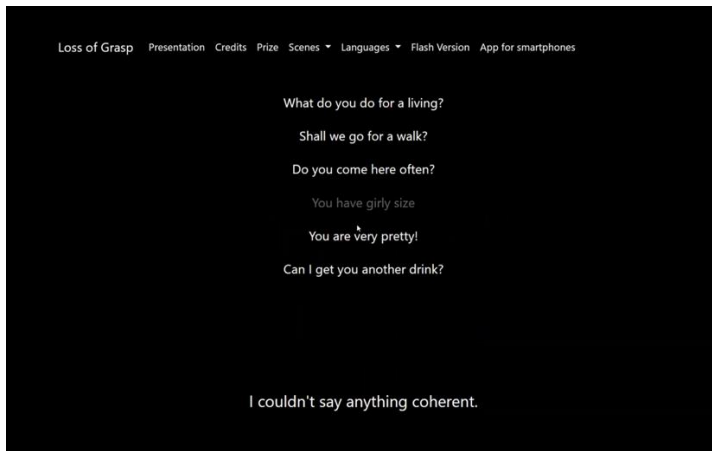 Loss of Grasp Presentation Credits Prize Scenes Languages Flash Version App for smartphones
What do you do for a living?
Shall we go for a walk?
Do you come here often?
You have girly size
You are very pretty!
Can I get you another drink?
I couldn't say anything coherent.